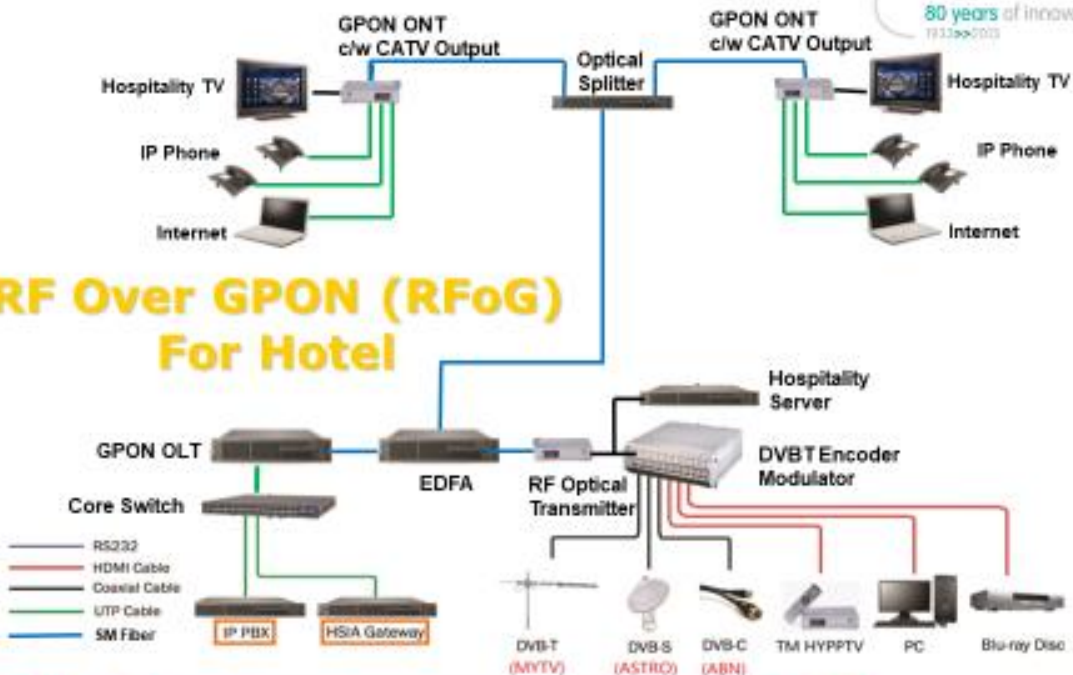 80 years of innov
1933>>2013
GPON ONT
c/w CATV Output
GPON ONT
c/w CATV Output
Optical
Splitter
Hospitality TV
Hospitality TV
IP Phone
IP Phone
Internet
Internet
RF Over GPON (RFoG)
For Hotel
Hospitality
Server
GPON OLT
EDFA
RF Optical
Transmitter
DVBT Encoder
Modulator
Core Switch
RS232
HDMI Cable
Coaxial Cable
UTP Cable
SM Fiber
IP PBX
HSIA Gateway
DVB-T
(MYTV)
DVB-S
(ASTRO)
DVB-C
(ABN)
TM HYPPTV
PC
Blu-ray Disc